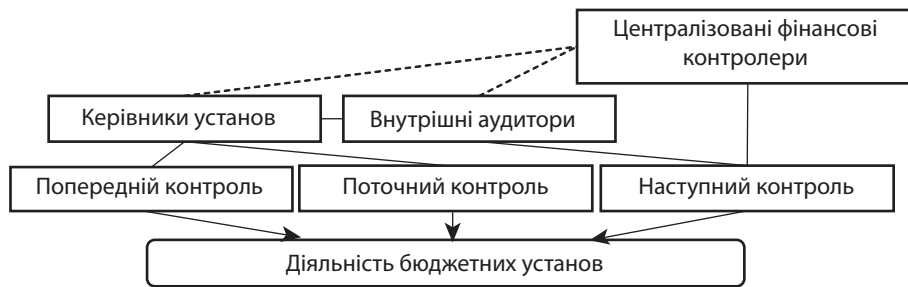 Централізовані фінансові
контролери
Керівники установ
Внутрішні аудитори
Попередній контроль
Поточний контроль
Наступний контроль
Діяльність бюджетних установ